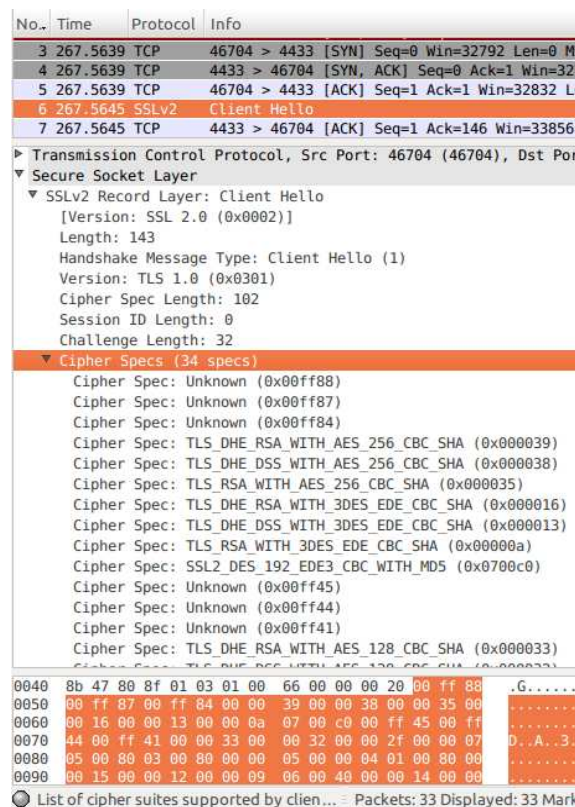 No.. Time Protocol Info
3 267.5639 TCP 46704 > 4433 [SYN] Seq=0 Win=32792 Len=0 M
4 267.5639 TCP 4433 > 46704 [SYN, ACK] Seq=0 Ack=1 Win=32
5 267.5639 TCP 46704 > 4433 [ACK] Seq=1 Ack=1 Win=32832 L
6 267.5645 SSLv2 Client Hello
7 267.5645 TCP 4433 > 46704 [ACK] Seq=1 Ack=146 Win=33856
Transmission Control Protocol, Src Port: 46704 (46704), Dst Por
Secure Socket Layer
SSLv2 Record Layer: Client Hello
[Version: SSL 2.0 (0x0002)]
Length: 143
Handshake Message Type: Client Hello (1)
Version: TLS 1.0 (0x0301)
Cipher Spec Length: 102
Session ID Length: 0
Challenge Length: 32
Cipher Specs (34 specs)
Cipher Spec: Unknown (0x00ff88)
Cipher Spec: Unknown (0x00ff87)
Cipher Spec: Unknown (0x00ff84)
Cipher Spec: TLS_DHE_RSA_WITH_AES_256_CBC_SHA (0x000039)
Cipher Spec: TLS_DHE_DSS_WITH_AES_256_CBC_SHA (0x000038)
Cipher Spec: TLS_RSA_WITH_AES_256_CBC_SHA (0x000035)
Cipher Spec: TLS_DHE_RSA_WITH_3DES_EDE_CBC_SHA (0x000016)
Cipher Spec: TLS_DHE_DSS_WITH_3DES_EDE_CBC_SHA (0x000013)
Cipher Spec: TLS_RSA_WITH_3DES_EDE_CBC_SHA (0x00000a)
Cipher Spec: SSL2_DES_192_EDE3_CBC_WITH_MD5 (0x0700c0)
Cipher Spec: Unknown (0x00ff45)
Cipher Spec: Unknown (0x00ff44)
Cipher Spec: Unknown (0x00ff41)
Cipher Spec: TLS_DHE_RSA_WITH_AES_128_CBC_SHA (0x000033)
0040 8b 47 80 8f 01 03 01 00 66 00 00 00 20 00 ff 88 .G......
0050 00 ff 87 00 ff 84 00 00 39 00 00 38 00 00 35 00 ........
0060 00 16 00 00 13 00 00 0a 07 00 c0 00 ff 45 00 ff ........
0070 44 00 ff 41 00 00 33 00 00 32 00 00 2f 00 00 07 D..A..3.
0080 05 00 80 03 00 80 00 00 05 00 00 04 01 00 80 00 ........
0090 00 15 00 00 12 00 00 09 06 00 40 00 00 14 00 00 ........
List of cipher suites supported by clien... Packets: 33 Displayed: 33 Mark